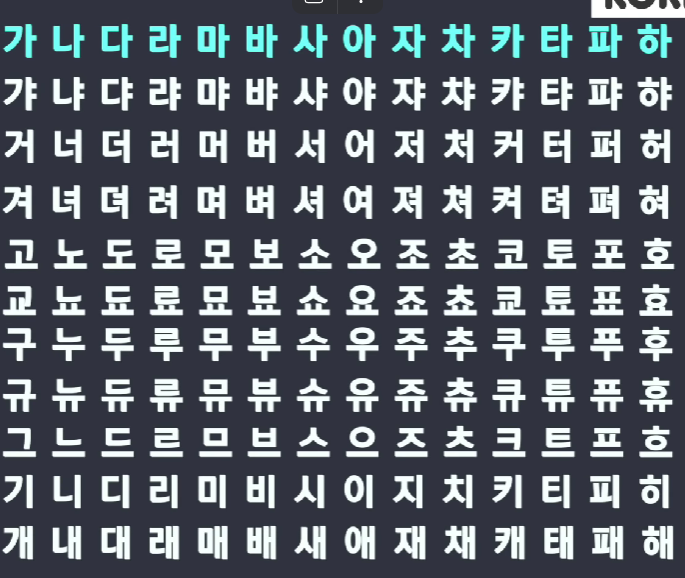 가 나 다 라 마 바 사 아 자 차 카 타 파 하
갸 냐 댜 랴 먀 뱌 샤 야 쟈 챠 캬 탸 퍄 햐
거 너 더 러 머 버 서 어 저 처 커 터 퍼 허
겨 녀 뎌 려 며 벼 셔 여 져 쳐 켜 텨 펴 혀
고 노 도 로 모 보 소 오 조 초 코 토 포 호
교 뇨 됴 료 묘 뵤 쇼 요 죠 쵸 쿄 툐 표 효
구 누 두 루 무 부 수 우 주 추 쿠 투 푸 후
규 뉴 듀 류 뮤 뷰 슈 유 쥬 츄 큐 튜 퓨 휴
그 느 드 르 므 브 스 으 즈 츠 크 트 프 흐
기 니 디 리 미 비 시 이 지 치 키 티 피 히
개 내 대 래 매 배 새 애 재 채 캐 태 패 해